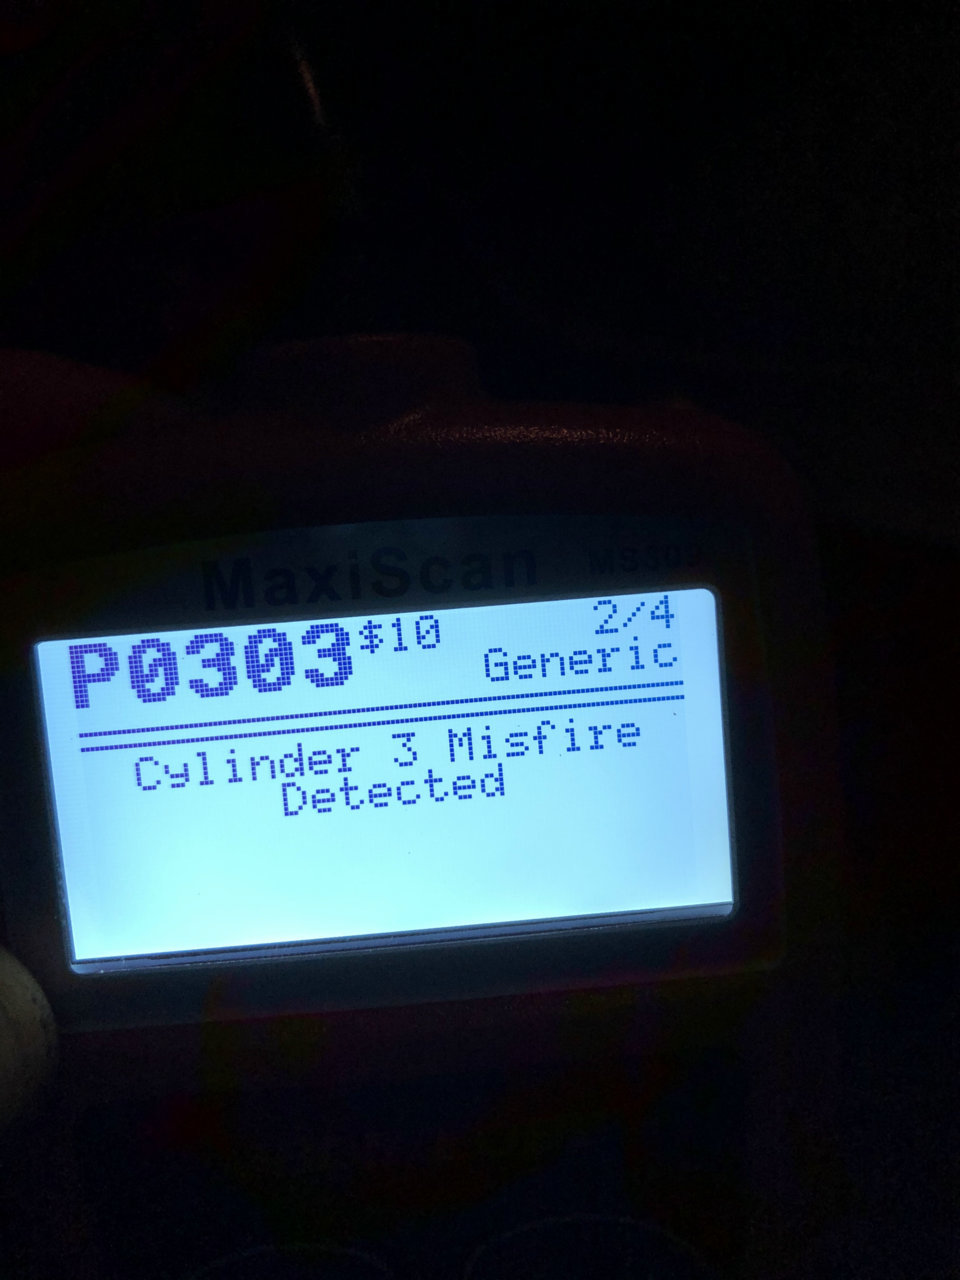 MaxiScan
P0303 $10 2/4
Generic
Cylinder 3 Misfire
Detected